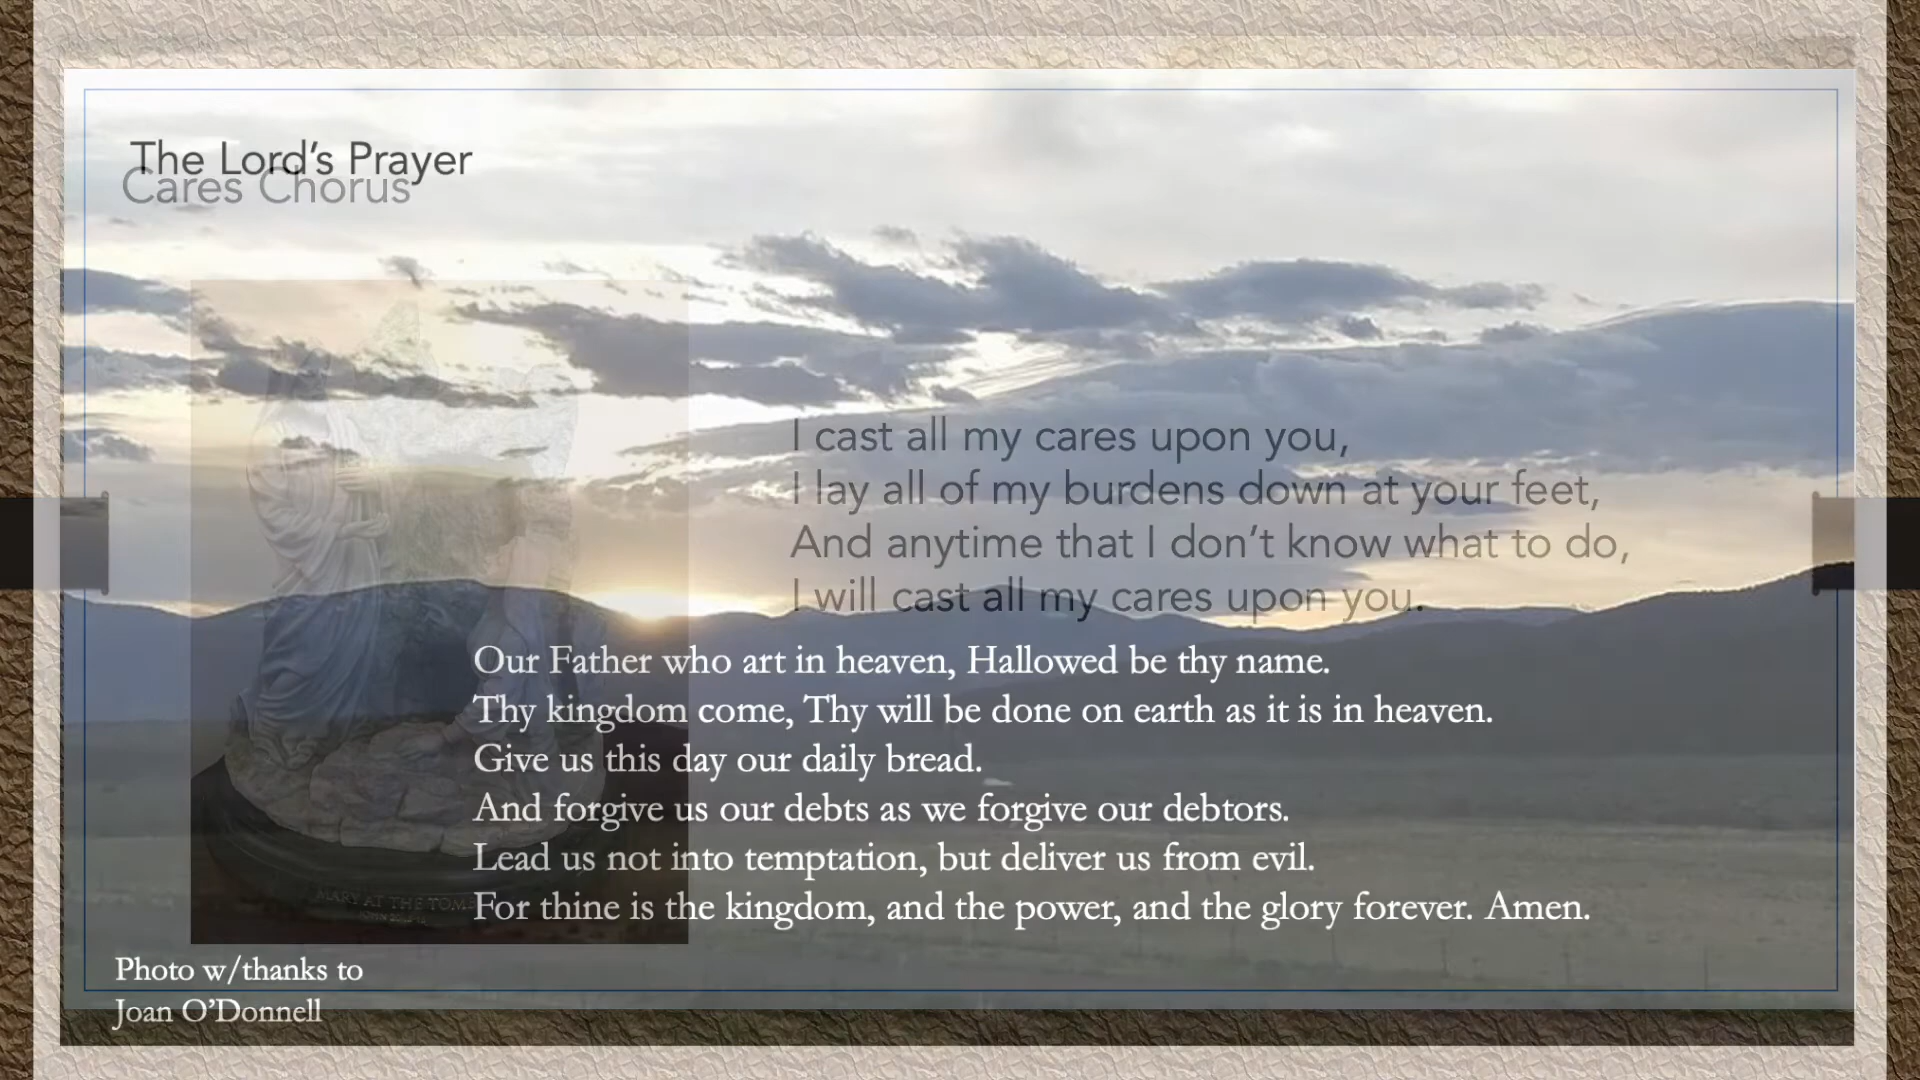 The Lord's Prayer
Cares Chorus
I cast all my cares upon you,
I lay all of my burdens down at your feet,
And anytime that I don't know what to do,
I will cast all my cares upon you.
Our Father who art in heaven, Hallowed be thy name.
Thy kingdom come, Thy will be done on earth as it is in heaven.
Give us this day our daily bread.
And forgive us our debts as we forgive our debtors.
Lead us not into temptation, but deliver us from evil.
For thine is the kingdom, and the power, and the glory forever. Amen.
MARY AT THE TOMB
Photo w/thanks to
Joan O'Donnell